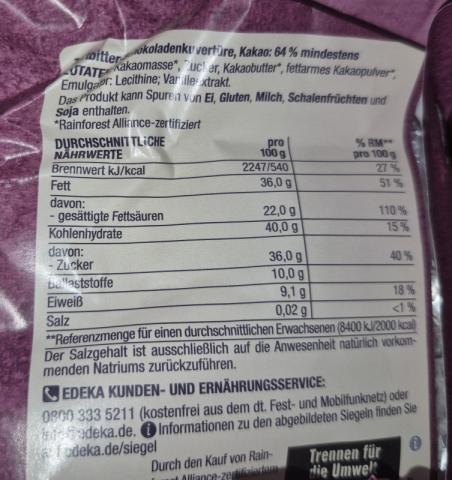 kuvertüre, Kakao: 64 % mindestens
Kakaomasse*, Zucker, Kakaobutter*, fettarmes Kakaopulver*,
Lecithine; Vanilleextrakt.
Das Produkt kann Spuren von Ei, Gluten, Milch, Schalenfrüchten und
Soja enthalten.
*Rainforest Alliance-zertifiziert
DURCHSCHNITTLICHE NÄHRWERTE pro 100 g % RM** pro 100 g
Brennwert kJ/kcal 2247/540 27 %
Fett 36,0 g 51 %
davon:
- gesättigte Fettsäuren 22,0 g 110 %
Kohlenhydrate 40,0 g 15 %
davon:
- Zucker 36,0 g 40 %
Ballaststoffe 10,0 g
Eiweiß 9,1 g 18 %
Salz 0,02 g <1 %
**Referenzmenge für einen durchschnittlichen Erwachsenen (8400 kJ/2000 kcal)
Der Salzgehalt ist ausschließlich auf die Anwesenheit natürlich vorkom-
menden Natriums zurückzuführen.
EDEKA KUNDEN- UND ERNÄHRUNGSSERVICE:
0800 333 5211 (kostenfrei aus dem dt. Fest- und Mobilfunknetz) oder
info@edeka.de. i Informationen zu den abgebildeten Siegeln finden Sie
edeka.de/siegel
Durch den Kauf von Rain-
Alliance-zertifiziertem
Trennen für
die Umwelt